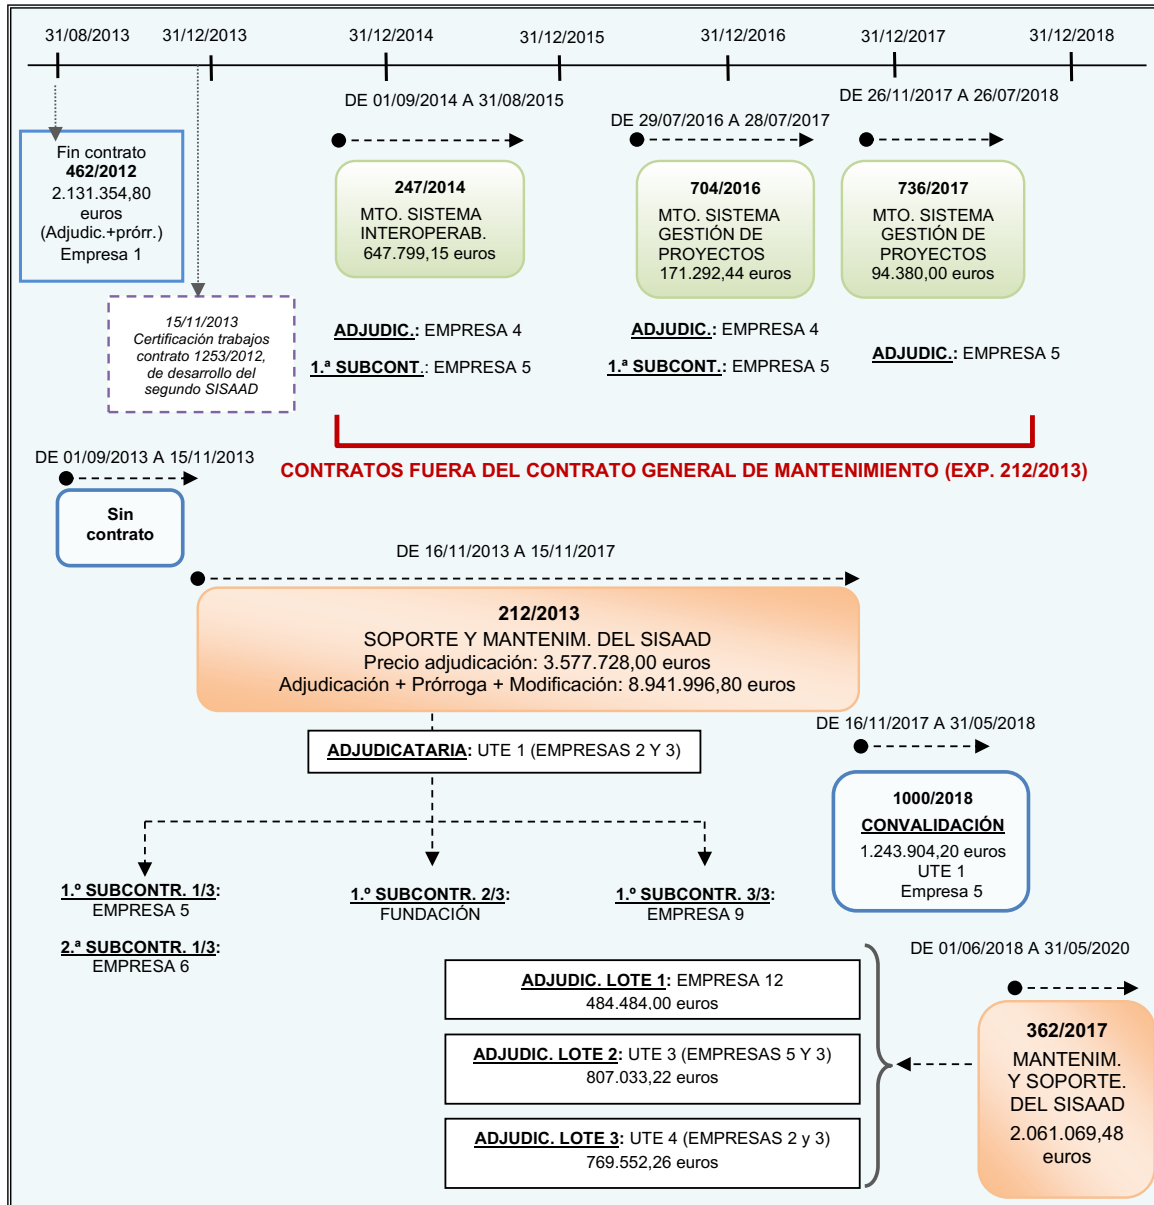 31/08/2013
31/12/2013
31/12/2014
31/12/2015
31/12/2016
31/12/2017
31/12/2018
DE 01/09/2014 A 31/08/2015
DE 29/07/2016 A 28/07/2017
DE 26/11/2017 A 26/07/2018
Fin contrato
462/2012
2.131.354,80
euros
(Adjudic.+prórr.)
Empresa 1
247/2014
MTO. SISTEMA
INTEROPERAB.
647.799,15 euros
704/2016
MTO. SISTEMA
GESTIÓN DE
PROYECTOS
171.292,44 euros
736/2017
MTO. SISTEMA
GESTIÓN DE
PROYECTOS
94.380,00 euros
15/11/2013
Certificación trabajos
contrato 1253/2012,
de desarrollo del
segundo SISAAD
ADJUDIC.: EMPRESA 4
1.ª SUBCONT.: EMPRESA 5
ADJUDIC.: EMPRESA 4
1.ª SUBCONT.: EMPRESA 5
ADJUDIC.: EMPRESA 5
CONTRATOS FUERA DEL CONTRATO GENERAL DE MANTENIMIENTO (EXP. 212/2013)
DE 01/09/2013 A 15/11/2013
Sin
contrato
DE 16/11/2013 A 15/11/2017
212/2013
SOPORTE Y MANTENIM. DEL SISAAD
Precio adjudicación: 3.577.728,00 euros
Adjudicación + Prórroga + Modificación: 8.941.996,80 euros
ADJUDICATARIA: UTE 1 (EMPRESAS 2 Y 3)
DE 16/11/2017 A 31/05/2018
1000/2018
CONVALIDACIÓN
1.243.904,20 euros
UTE 1
Empresa 5
1.º SUBCONTR. 1/3:
EMPRESA 5
2.ª SUBCONTR. 1/3:
EMPRESA 6
1.º SUBCONTR. 2/3:
FUNDACIÓN
1.º SUBCONTR. 3/3:
EMPRESA 9
DE 01/06/2018 A 31/05/2020
ADJUDIC. LOTE 1: EMPRESA 12
484.484,00 euros
ADJUDIC. LOTE 2: UTE 3 (EMPRESAS 5 Y 3)
807.033,22 euros
ADJUDIC. LOTE 3: UTE 4 (EMPRESAS 2 y 3)
769.552,26 euros
362/2017
MANTENIM.
Y SOPORTE.
DEL SISAAD
2.061.069,48
euros